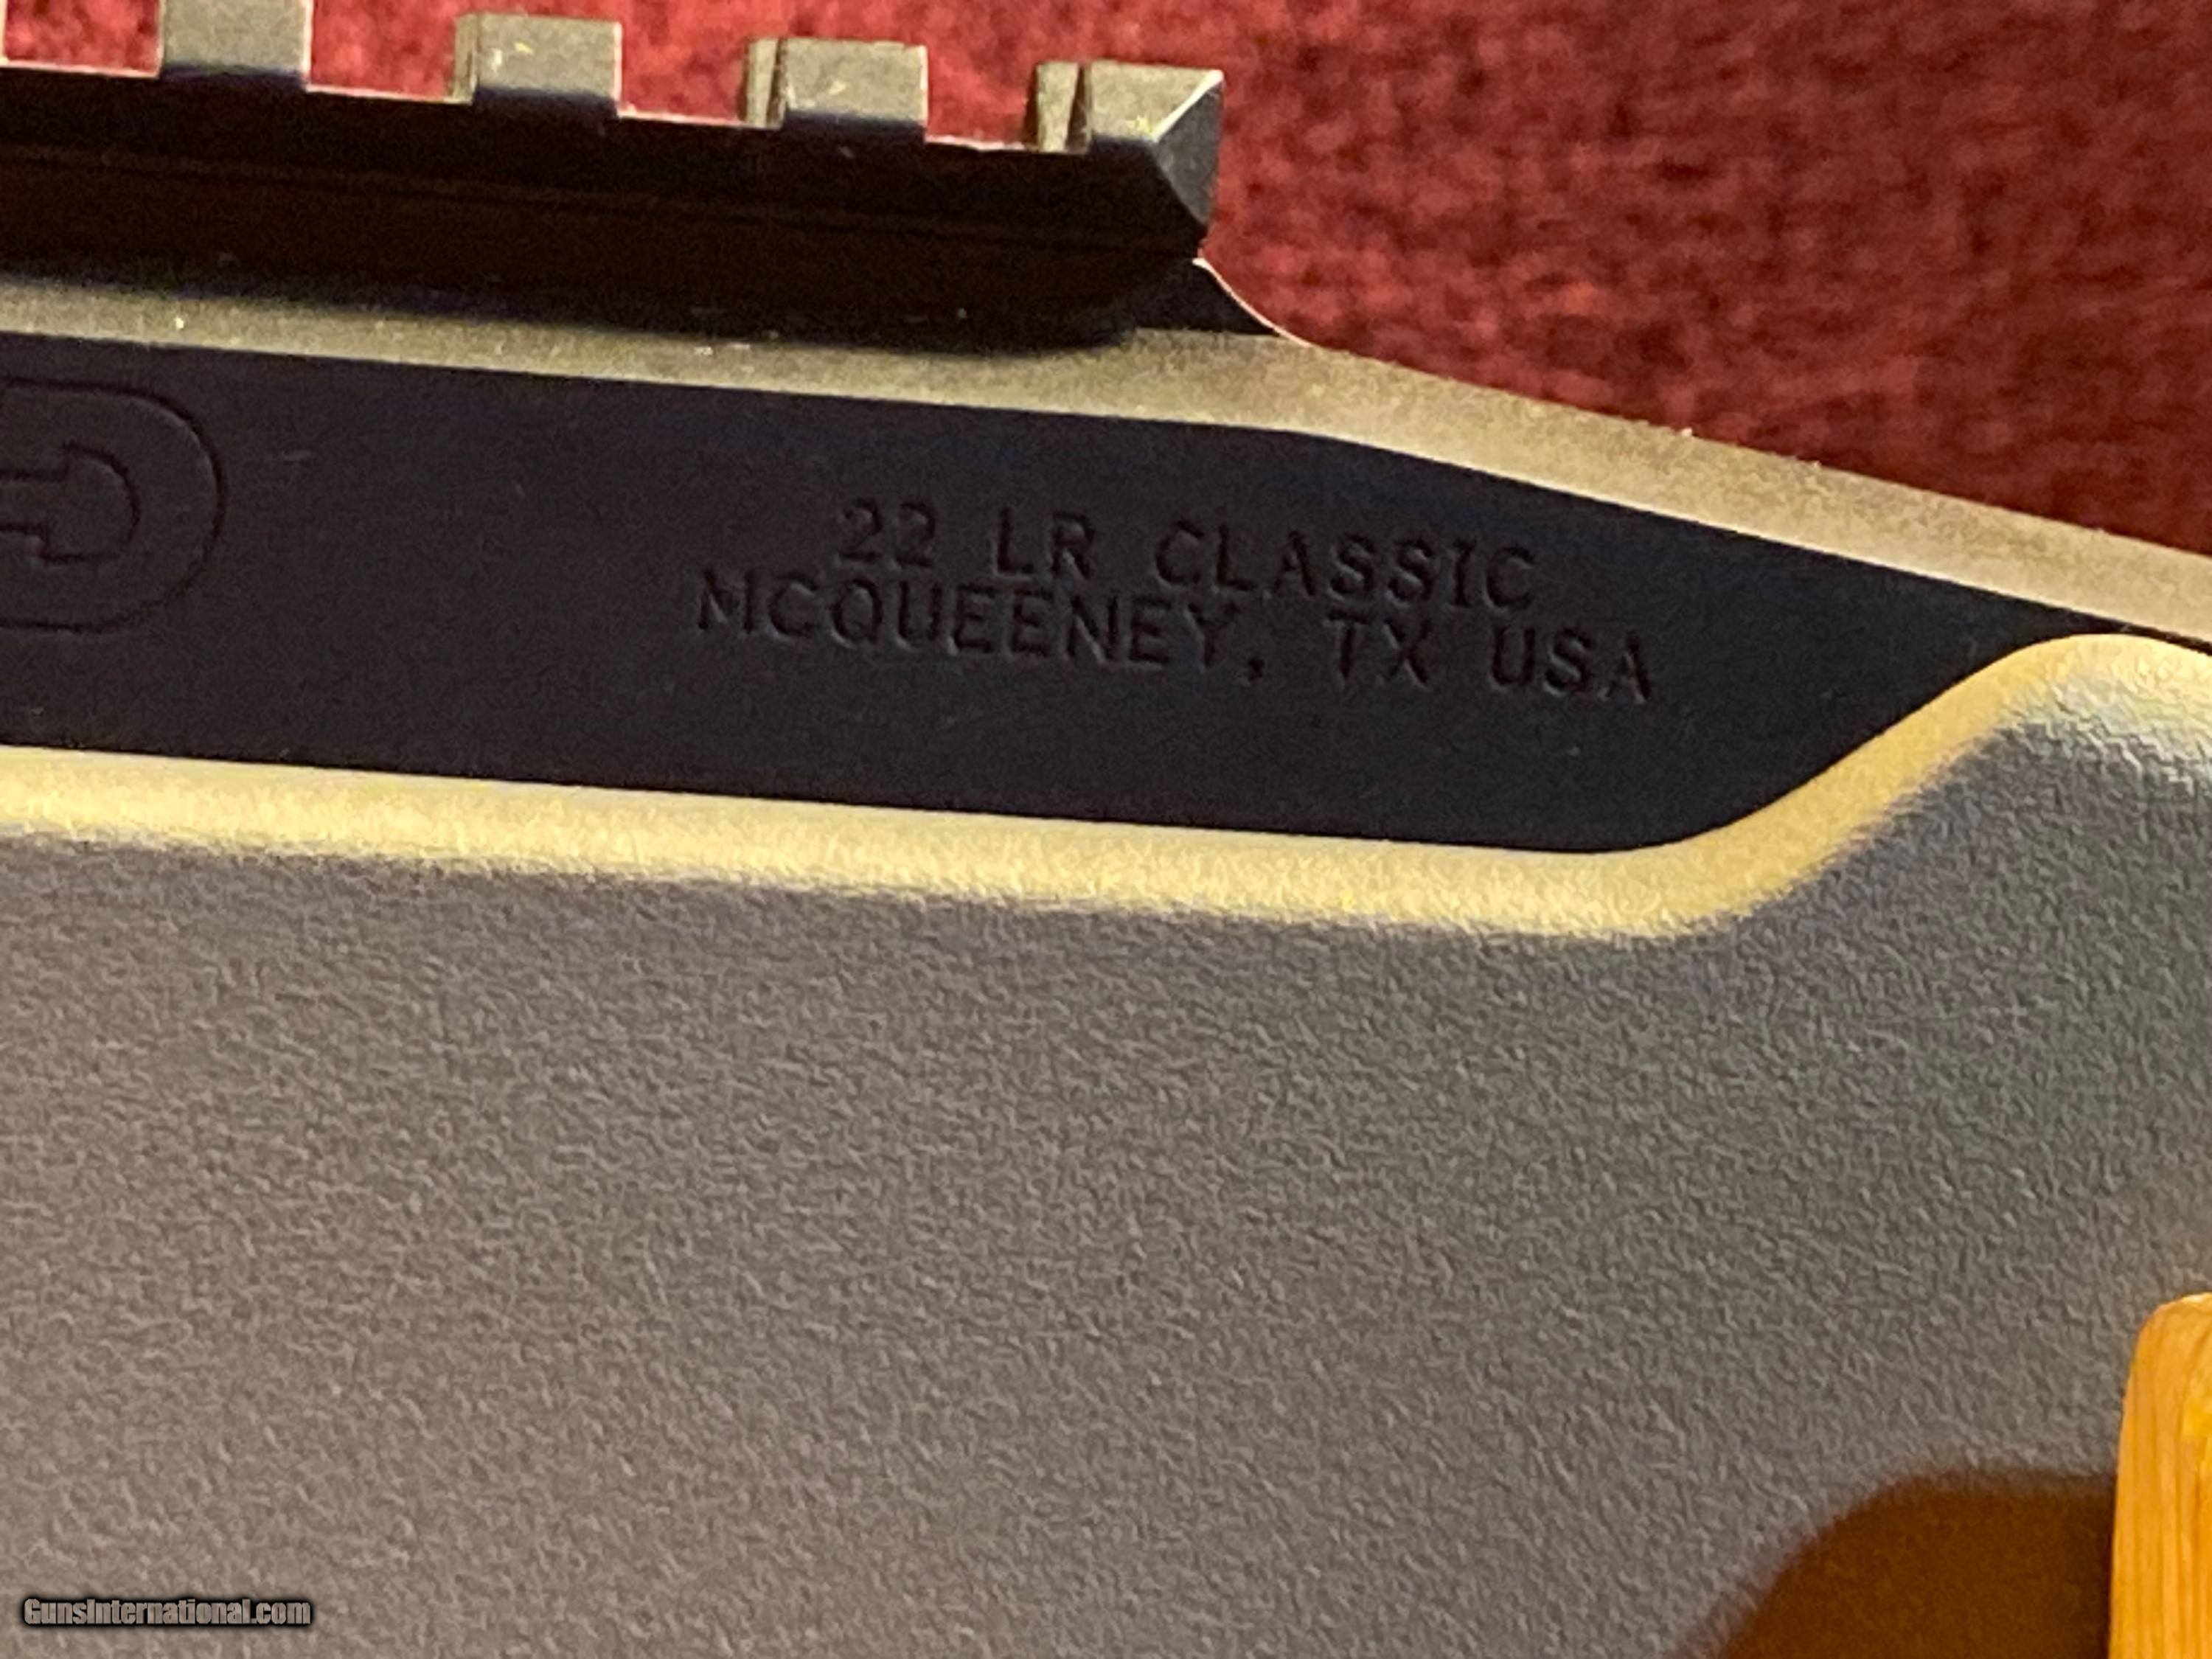 22 LR CLASSIC
MCQUEENEY, TX USA
GunsInternational.com